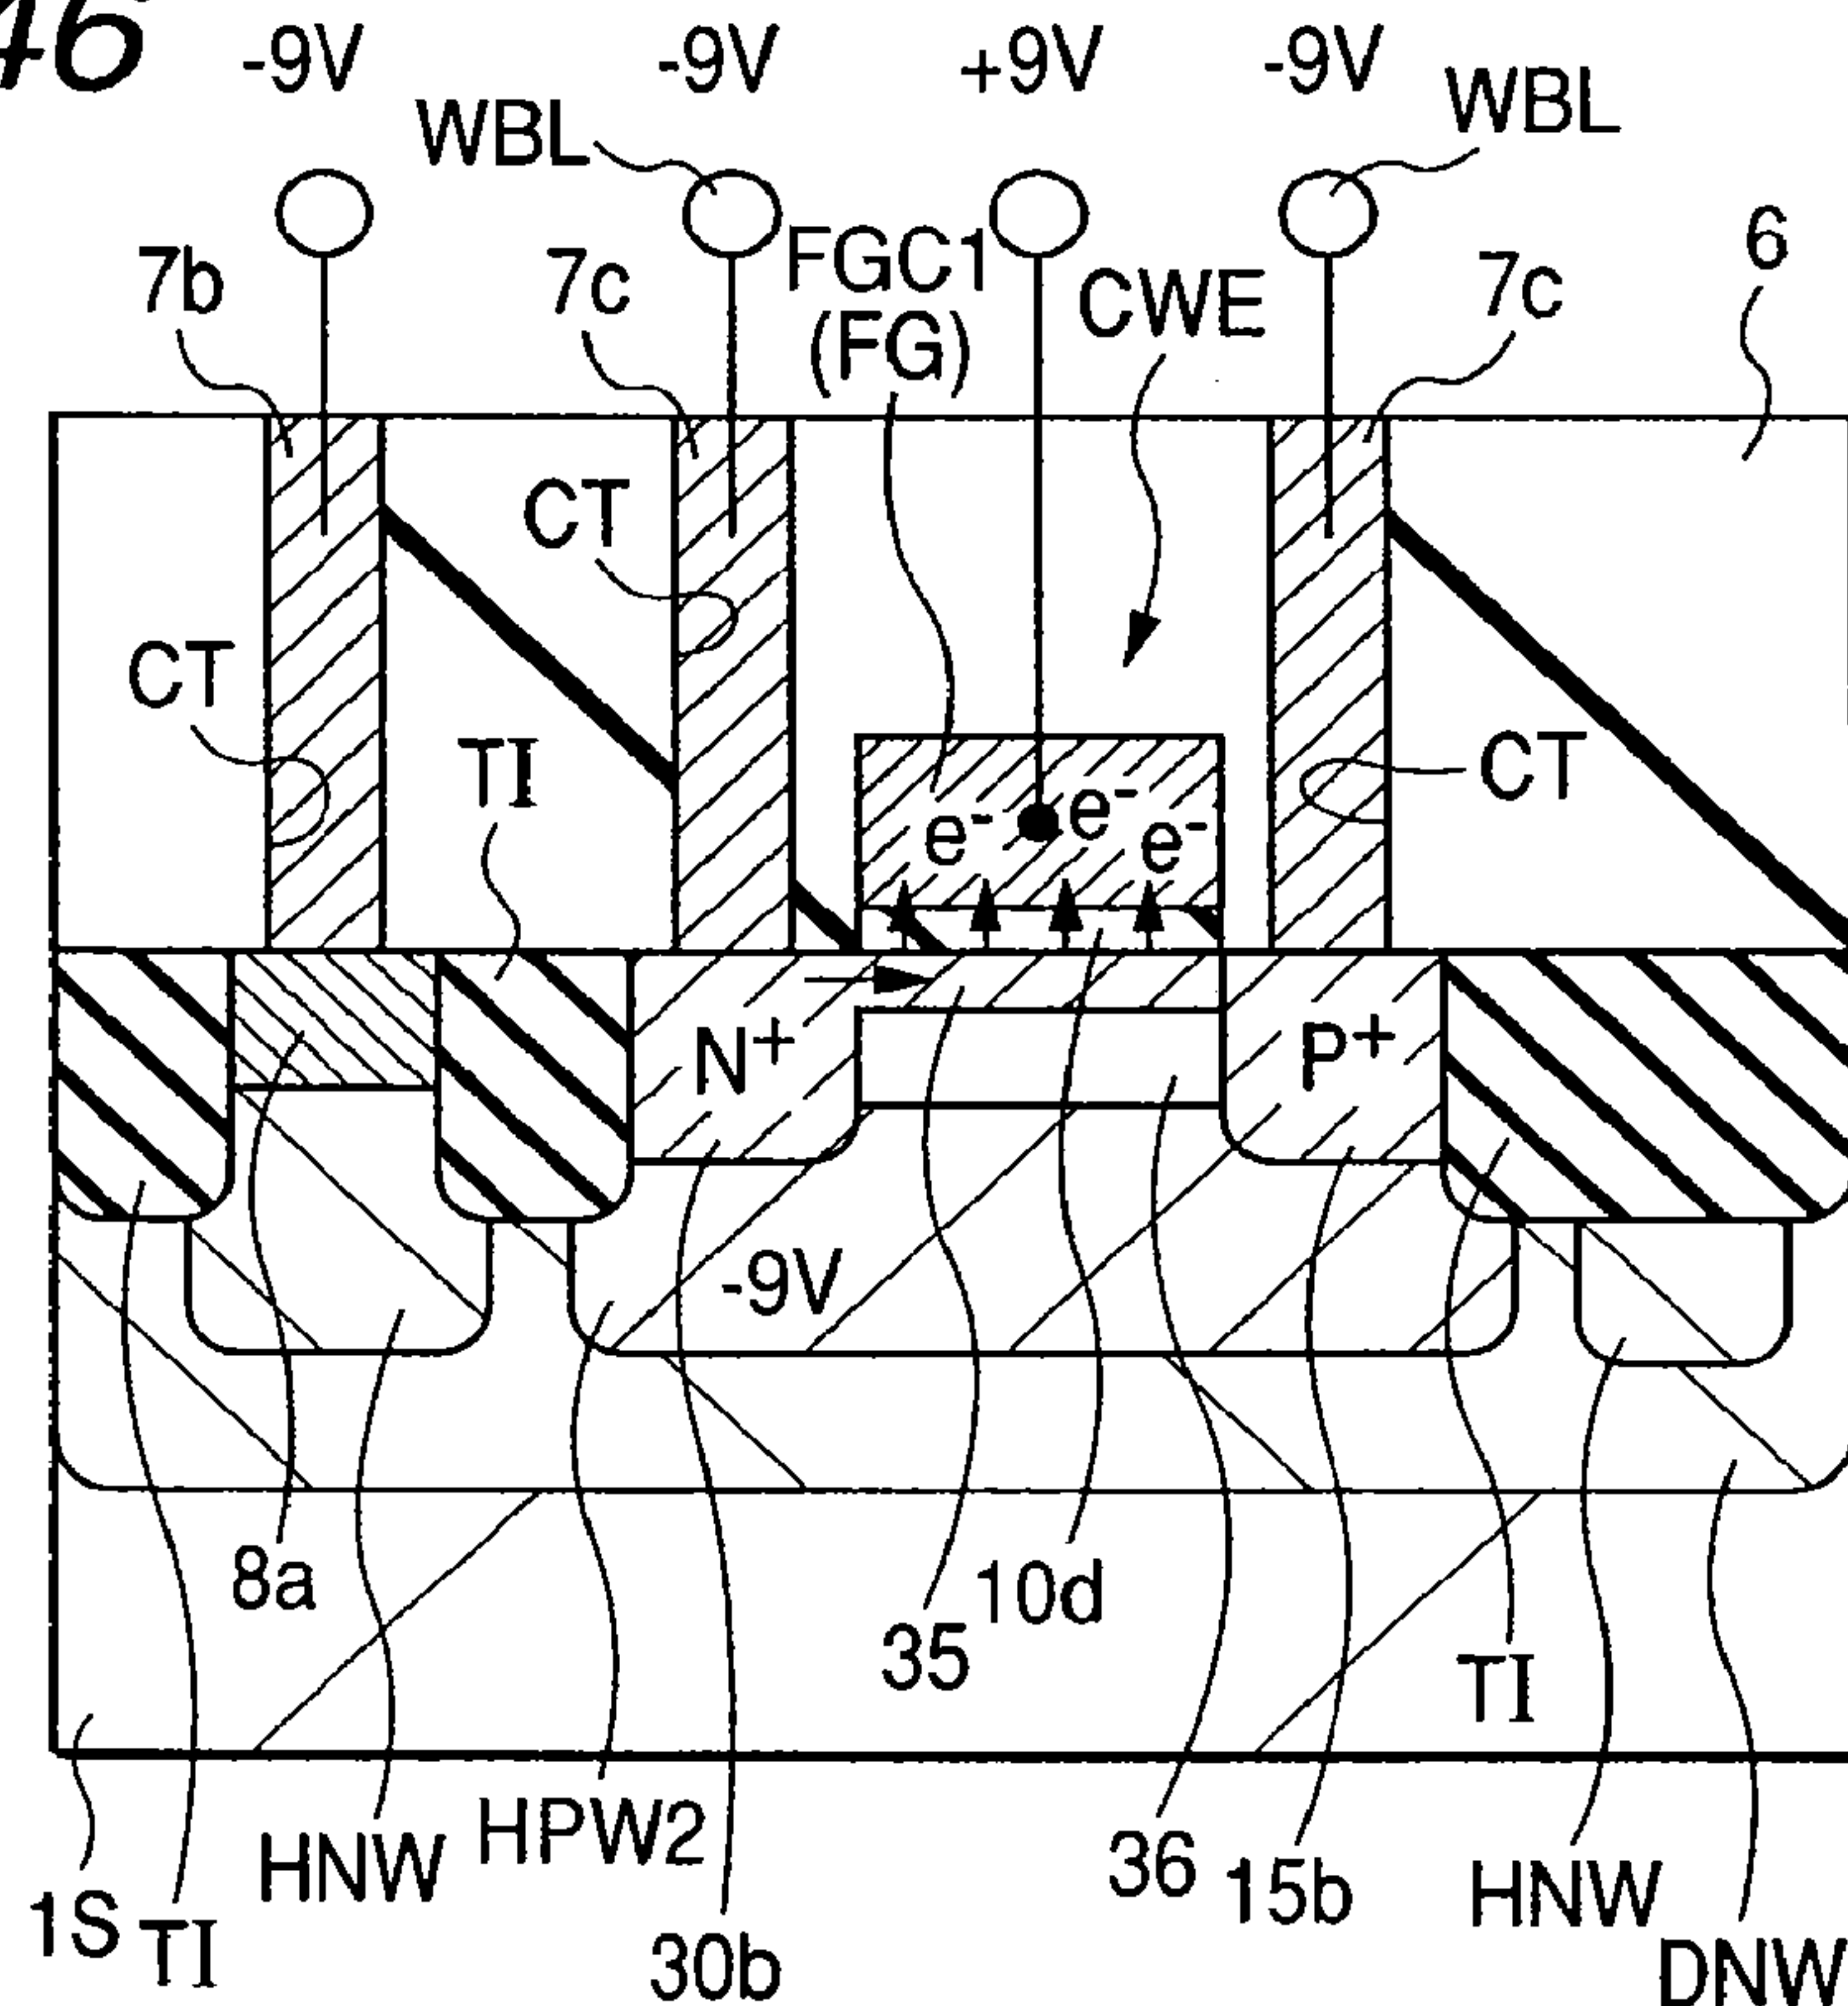 46
-9V -9V +9V -9V
WBL WBL
7b 7c FGC1 CWE 7c 6
(FG)
CT
CT TI CT
e- e- e-
N+ P+
-9V
8a 10d
35 TI
HNW HPW2 36 15b HNW
1S TI 30b DNW